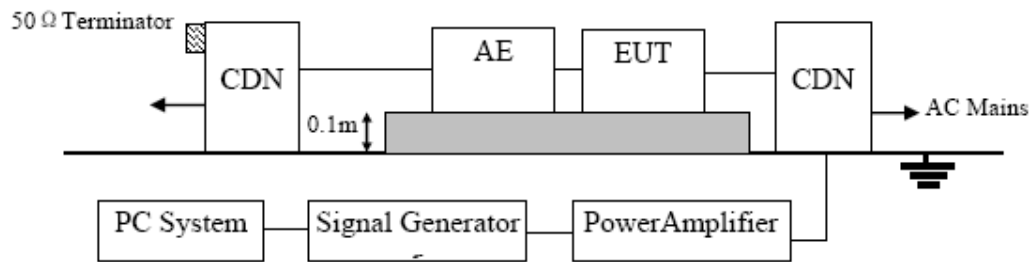 50 Ω Terminator
CDN
AE
EUT
CDN
0.1m
AC Mains
PC System
Signal Generator
PowerAmplifier